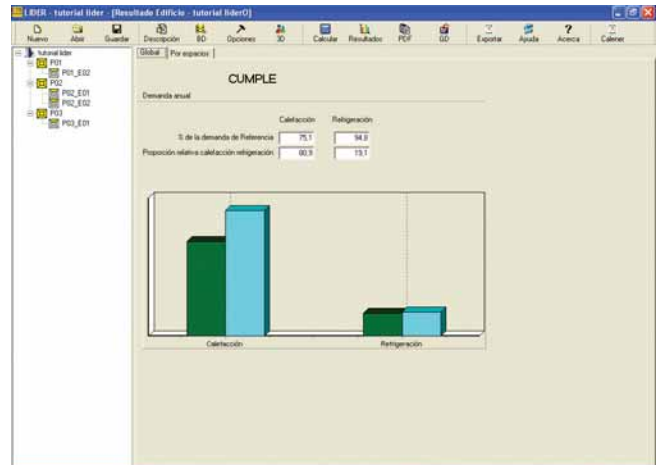 LIDER - tutorial lider - [Resultado Edificio - tutorial lider0]
Nuevo Abrir Guardar Descripción BD Opciones 3D Calcular Resultados PDF GD Exportar Ayuda Acerca Calener
tutorial lider
P01
P01_E02
P02
P02_E01
P02_E02
P03
P03_E01
Global Por espacios
CUMPLE
Demanda anual
Calefacción Refrigeración
% de la demanda de Referencia 75,1 94,8
Proporción relativa calefacción refrigeración 80,9 19,1
Calefacción Refrigeración